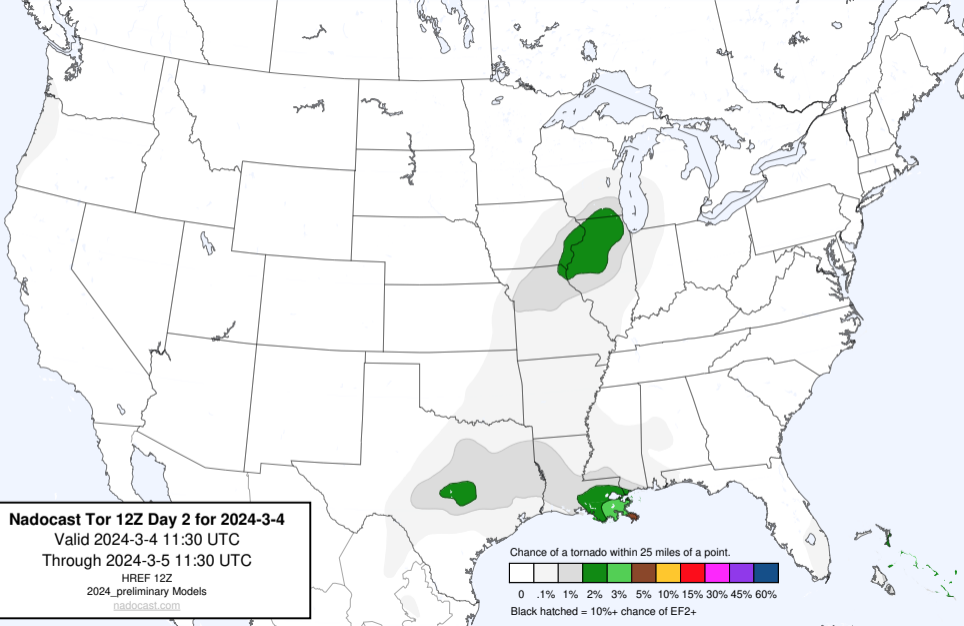 Nadocast Tor 12Z Day 2 for 2024-3-4
Valid 2024-3-4 11:30 UTC
Through 2024-3-5 11:30 UTC
HREF 12Z
2024_preliminary Models
nadocast.com
Chance of a tornado within 25 miles of a point.
0 .1% 1% 2% 3% 5% 10% 15% 30% 45% 60%
Black hatched = 10%+ chance of EF2+